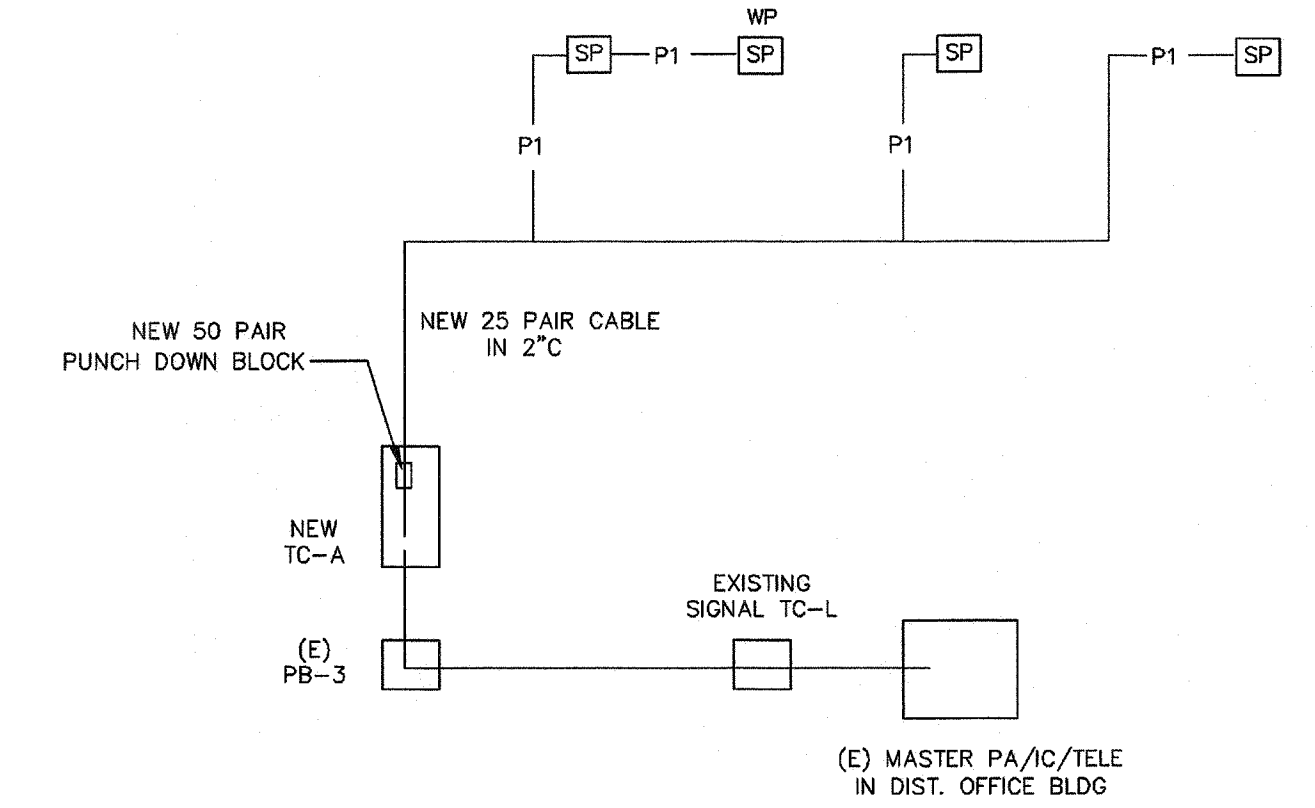 WP
SP
P1
SP
SP
P1
SP
P1
P1
NEW 25 PAIR CABLE
IN 2"C
NEW 50 PAIR
PUNCH DOWN BLOCK
NEW
TC-A
EXISTING
SIGNAL TC-L
(E)
PB-3
(E) MASTER PA/IC/TELE
IN DIST. OFFICE BLDG